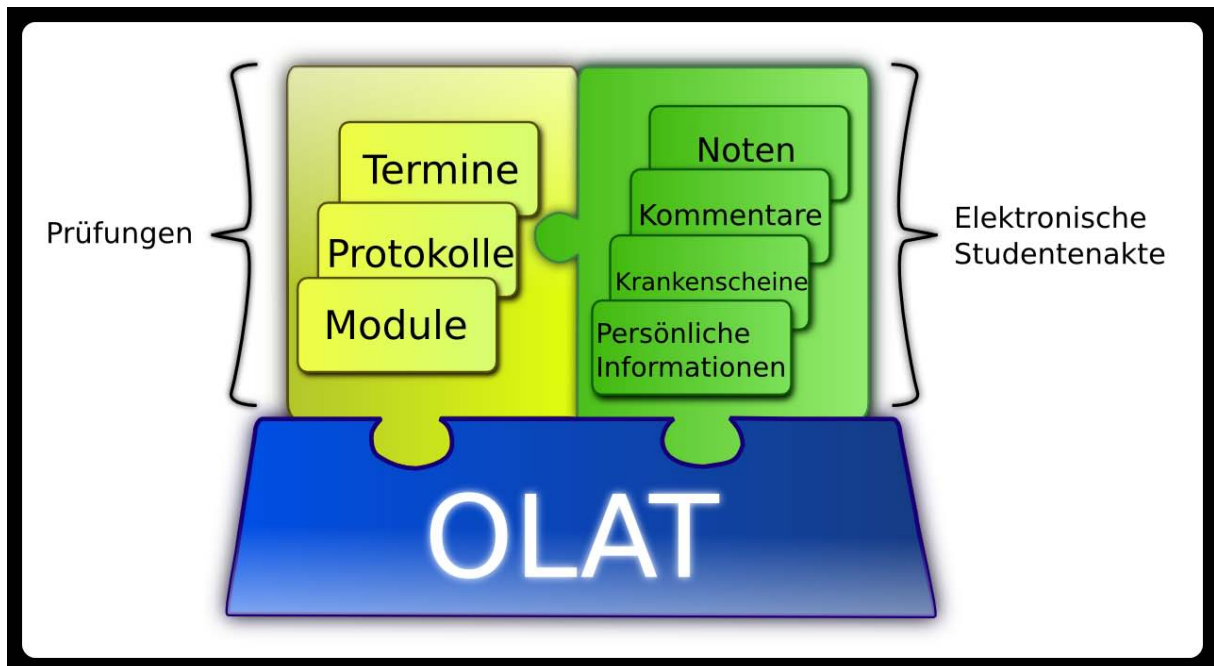 Prüfungen
Termine
Protokolle
Module
Noten
Kommentare
Krankenscheine
Persönliche
Informationen
Elektronische
Studentenakte
OLAT